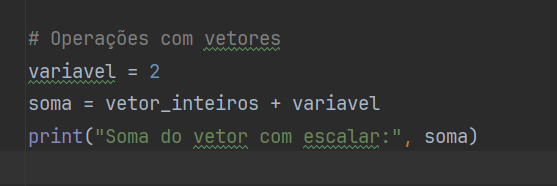 # Operações com vetores
variavel = 2
soma = vetor_inteiros + variavel
print("Soma do vetor com escalar:", soma)